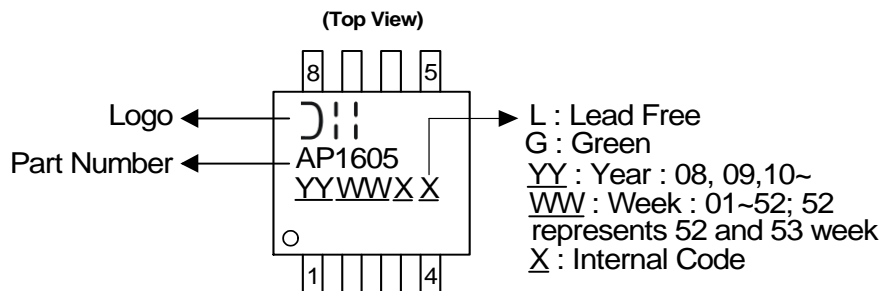 (Top View)
8 5
Logo
Part Number
AP1605
YYWWX X
1 4
L : Lead Free
G : Green
YY : Year : 08, 09,10~
WW : Week : 01~52; 52
represents 52 and 53 week
X : Internal Code